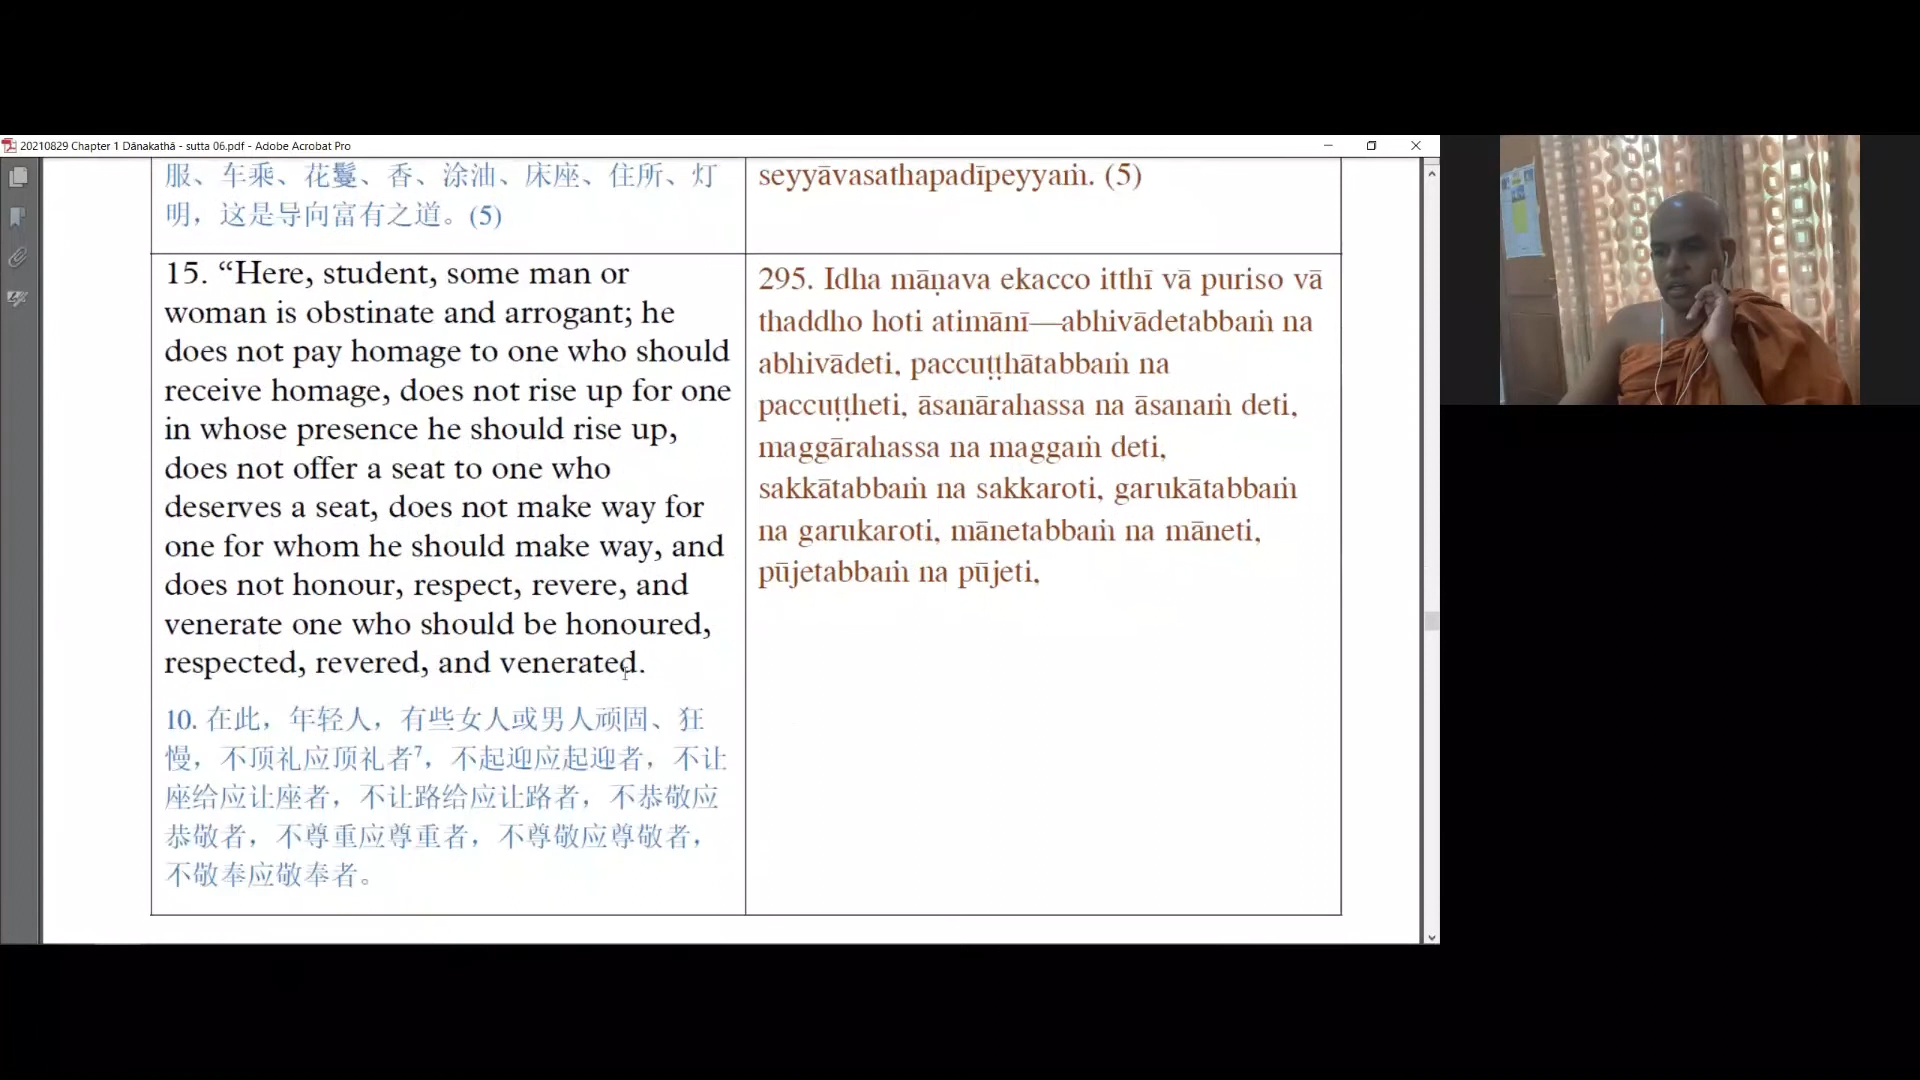 20210829 Chapter 1 Dānakathā - sutta 06.pdf - Adobe Acrobat Pro
服、车乘、花鬘、香、涂油、床座、住所、灯
明，这是导向富有之道。(5)
seyyāvasathapadīpeyyaṁ. (5)
15. “Here, student, some man or
woman is obstinate and arrogant; he
does not pay homage to one who should
receive homage, does not rise up for one
in whose presence he should rise up,
does not offer a seat to one who
deserves a seat, does not make way for
one for whom he should make way, and
does not honour, respect, revere, and
venerate one who should be honoured,
respected, revered, and venerated.
10. 在此，年轻人，有些女人或男人顽固、狂
慢，不顶礼应顶礼者⁷，不起迎应起迎者，不让
座给应让座者，不让路给应让路者，不恭敬应
恭敬者，不尊重应尊重者，不尊敬应尊敬者，
不敬奉应敬奉者。
295. Idha māṇava ekacco itthī vā puriso vā
thaddho hoti atimānī—abhivādetabbaṁ na
abhivādeti, paccuṭṭhātabbaṁ na
paccuṭṭheti, āsanārahassa na āsanaṁ deti,
maggārahassa na maggaṁ deti,
sakkātabbaṁ na sakkaroti, garukātabbaṁ
na garukaroti, mānetabbaṁ na māneti,
pūjetabbaṁ na pūjeti,